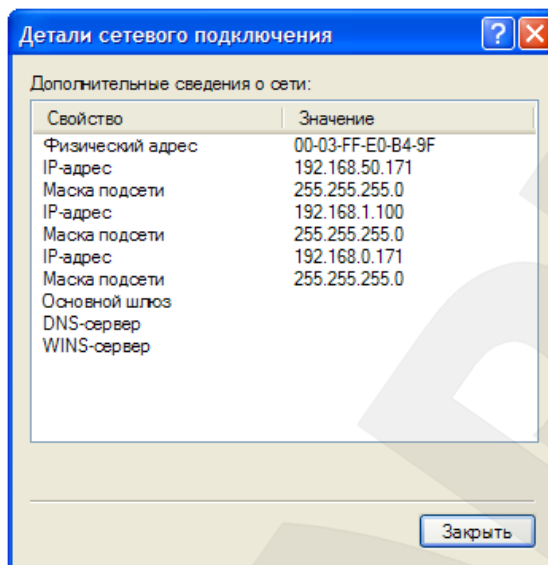 Детали сетевого подключения
Дополнительные сведения о сети:
Свойство Значение
Физический адрес 00-03-FF-E0-B4-9F
IP-адрес 192.168.50.171
Маска подсети 255.255.255.0
IP-адрес 192.168.1.100
Маска подсети 255.255.255.0
IP-адрес 192.168.0.171
Маска подсети 255.255.255.0
Основной шлюз
DNS-сервер
WINS-сервер
Закрыть